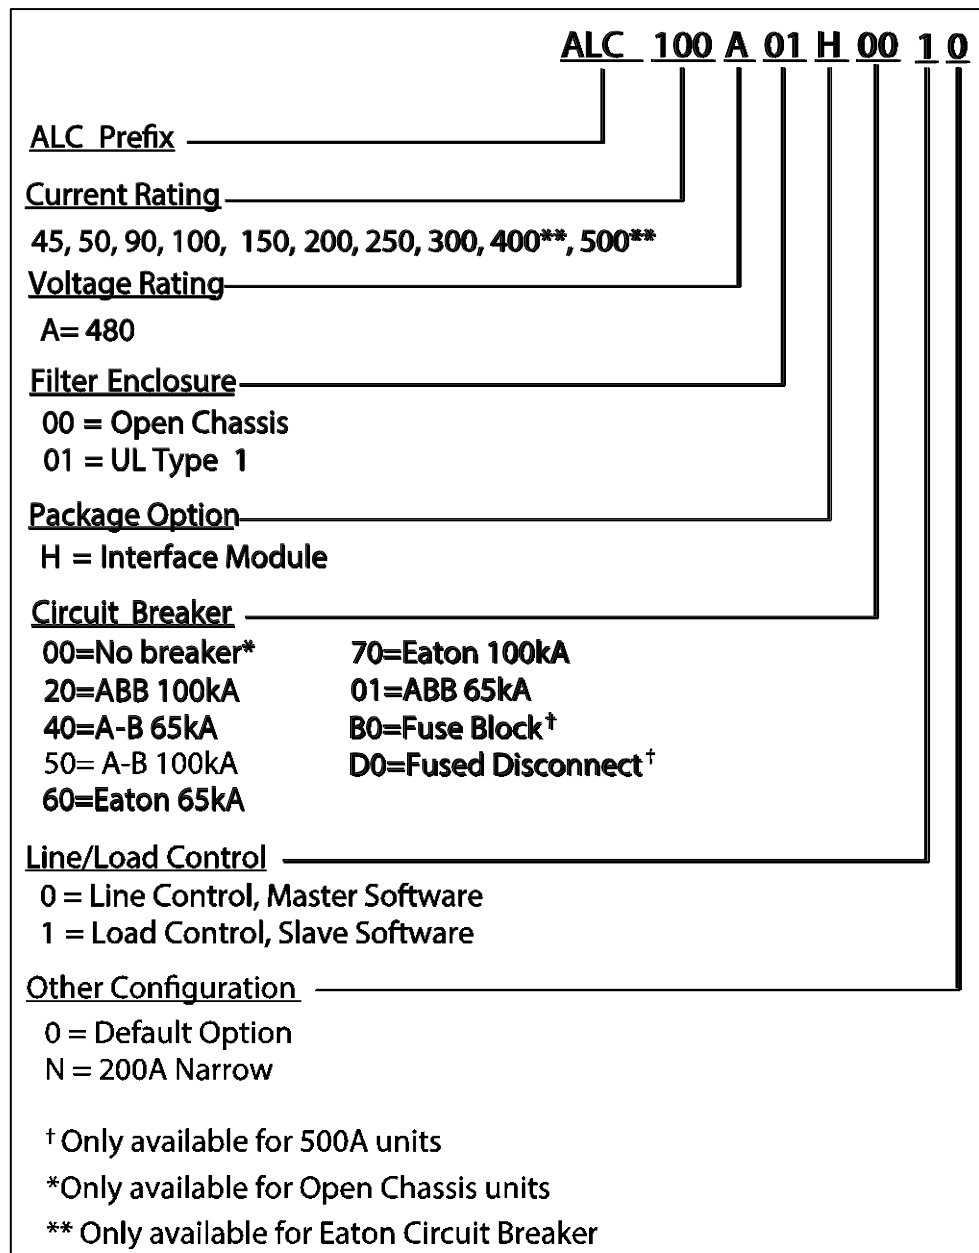 ALC 100 A 01 H 00 1 0
ALC Prefix
Current Rating
45, 50, 90, 100, 150, 200, 250, 300, 400**, 500**
Voltage Rating
A= 480
Filter Enclosure
00 = Open Chassis
01 = UL Type 1
Package Option
H = Interface Module
Circuit Breaker
00=No breaker* 70=Eaton 100kA
20=ABB 100kA 01=ABB 65kA
40=A-B 65kA B0=Fuse Block†
50= A-B 100kA D0=Fused Disconnect†
60=Eaton 65kA
Line/Load Control
0 = Line Control, Master Software
1 = Load Control, Slave Software
Other Configuration
0 = Default Option
N = 200A Narrow
† Only available for 500A units
*Only available for Open Chassis units
** Only available for Eaton Circuit Breaker